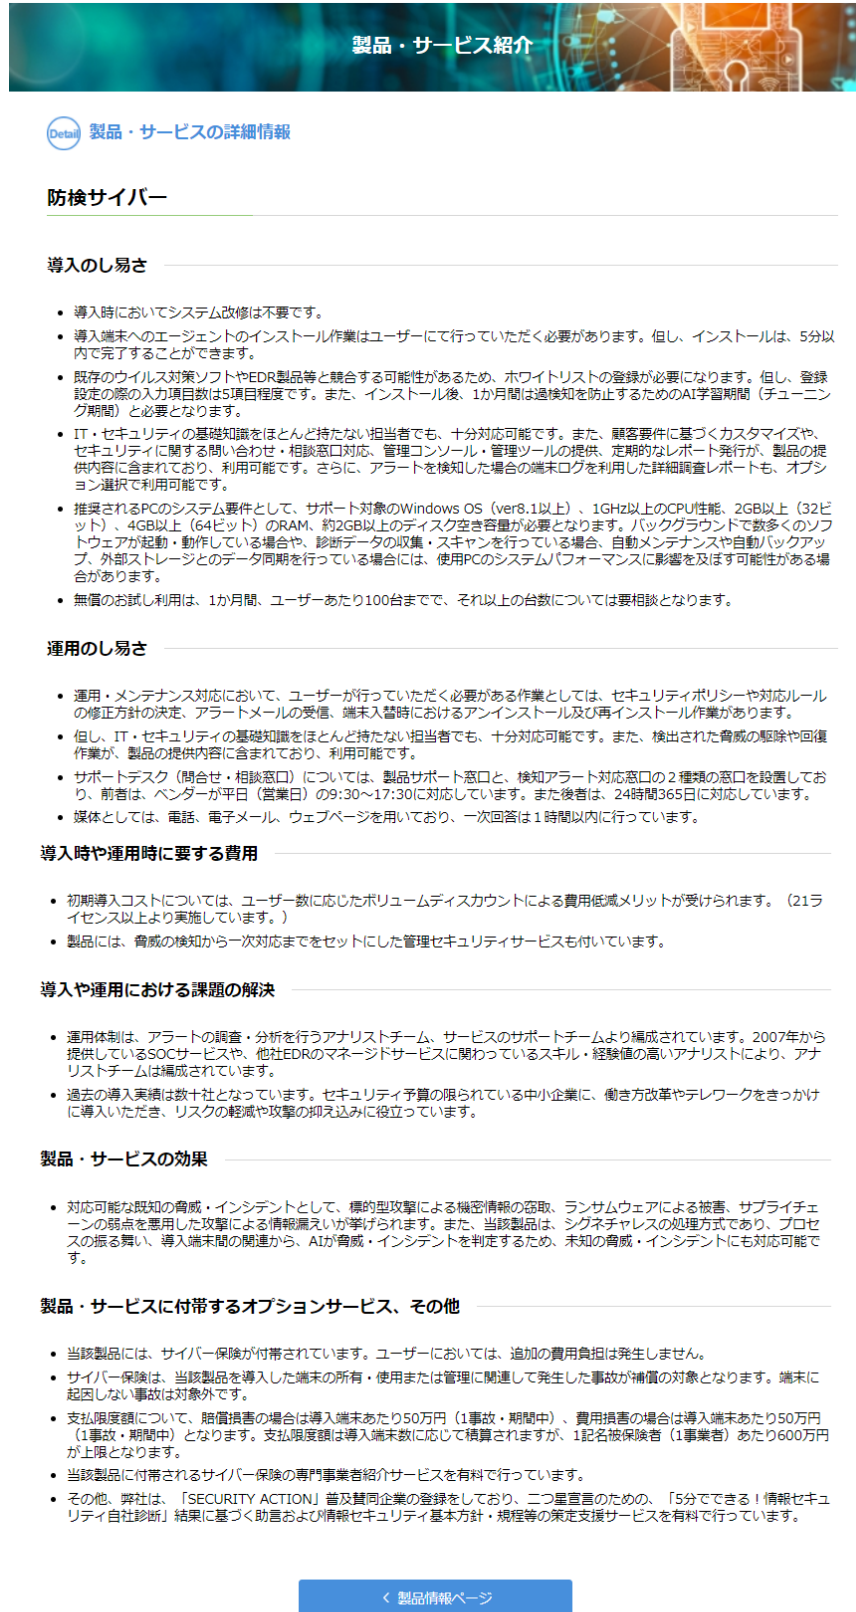 製品・サービス紹介
Detail 製品・サービスの詳細情報
防検サイバー
導入のし易さ
• 導入時においてシステム改修は不要です。
• 導入端末へのエージェントのインストール作業はユーザーにて行っていただく必要があります。但し、インストールは、5分以
内で完了することができます。
• 既存のウイルス対策ソフトやEDR製品等と競合する可能性があるため、ホワイトリストの登録が必要になります。但し、登録
設定の際の入力項目数は5項目程度です。また、インストール後、1か月間は過検知を防止するためのAI学習期間（チューニン
グ期間）と必要となります。
• IT・セキュリティの基礎知識をほとんど持たない担当者でも、十分対応可能です。また、顧客要件に基づくカスタマイズや、
セキュリティに関する問い合わせ・相談窓口対応、管理コンソール・管理ツールの提供、定期的なレポート発行が、製品の提
供内容に含まれており、利用可能です。さらに、アラートを検知した場合の端末ログを利用した詳細調査レポートも、オプシ
ョン選択で利用可能です。
• 推奨されるPCのシステム要件として、サポート対象のWindows OS（ver8.1以上）、1GHz以上のCPU性能、2GB以上（32ビ
ット）、4GB以上（64ビット）のRAM、約2GB以上のディスク空き容量が必要となります。バックグラウンドで数多くのソフ
トウェアが起動・動作している場合や、診断データの収集・スキャンを行っている場合、自動メンテナンスや自動バックアッ
プ、外部ストレージとのデータ同期を行っている場合には、使用PCのシステムパフォーマンスに影響を及ぼす可能性がある場
合があります。
• 無償のお試し利用は、1か月間、ユーザーあたり100台までで、それ以上の台数については要相談となります。
運用のし易さ
• 運用・メンテナンス対応において、ユーザーが行っていただく必要がある作業としては、セキュリティポリシーや対応ルール
の修正方針の決定、アラートメールの受信、端末入替時におけるアンインストール及び再インストール作業があります。
• 但し、IT・セキュリティの基礎知識をほとんど持たない担当者でも、十分対応可能です。また、検出された脅威の駆除や回復
作業が、製品の提供内容に含まれており、利用可能です。
• サポートデスク（問合せ・相談窓口）については、製品サポート窓口と、検知アラート対応窓口の２種類の窓口を設置してお
り、前者は、ベンダーが平日（営業日）の9:30～17:30に対応しています。また後者は、24時間365日に対応しています。
• 媒体としては、電話、電子メール、ウェブページを用いており、一次回答は１時間以内に行っています。
導入時や運用時に要する費用
• 初期導入コストについては、ユーザー数に応じたボリュームディスカウントによる費用低減メリットが受けられます。（21ラ
イセンス以上より実施しています。）
• 製品には、脅威の検知から一次対応までをセットにした管理セキュリティサービスも付いています。
導入や運用における課題の解決
• 運用体制は、アラートの調査・分析を行うアナリストチーム、サービスのサポートチームより編成されています。2007年から
提供しているSOCサービスや、他社EDRのマネージドサービスに関わっているスキル・経験値の高いアナリストにより、アナ
リストチームは編成されています。
• 過去の導入実績は数十社となっています。セキュリティ予算の限られている中小企業に、働き方改革やテレワークをきっかけ
に導入いただき、リスクの軽減や攻撃の抑え込みに役立っています。
製品・サービスの効果
• 対応可能な既知の脅威・インシデントとして、標的型攻撃による機密情報の窃取、ランサムウェアによる被害、サプライチェ
ーンの弱点を悪用した攻撃による情報漏えいが挙げられます。また、当該製品は、シグネチャレスの処理方式であり、プロセ
スの振る舞い、導入端末間の関連から、AIが脅威・インシデントを判定するため、未知の脅威・インシデントにも対応可能で
す。
製品・サービスに付帯するオプションサービス、その他
• 当該製品には、サイバー保険が付帯されています。ユーザーにおいては、追加の費用負担は発生しません。
• サイバー保険は、当該製品を導入した端末の所有・使用または管理に関連して発生した事故が補償の対象となります。端末に
起因しない事故は対象外です。
• 支払限度額について、賠償損害の場合は導入端末あたり50万円（1事故・期間中）、費用損害の場合は導入端末あたり50万円
（1事故・期間中）となります。支払限度額は導入端末数に応じて積算されますが、1記名被保険者（1事業者）あたり600万円
が上限となります。
• 当該製品に付帯されるサイバー保険の専門事業者紹介サービスを有料で行っています。
• その他、弊社は、「SECURITY ACTION」普及賛同企業の登録をしており、二つ星宣言のための、「5分でできる！情報セキュ
リティ自社診断」結果に基づく助言および情報セキュリティ基本方針・規程等の策定支援サービスを有料で行っています。
< 製品情報ページ